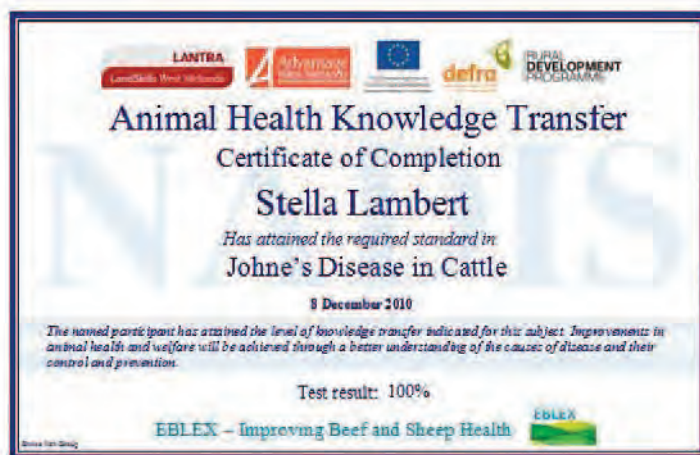 LANTRA
LandSkills West Midlands
Advantage
defra
RURAL
DEVELOPMENT
PROGRAMME
Animal Health Knowledge Transfer
Certificate of Completion
Stella Lambert
Has attained the required standard in
Johne's Disease in Cattle
8 December 2010
The named participant has attained the level of knowledge transfer indicated for this subject. Improvements in
animal health and welfare will be achieved through a better understanding of the causes of disease and their
control and prevention.
Test result: 100%
EBLEX – Improving Beef and Sheep Health
EBLEX